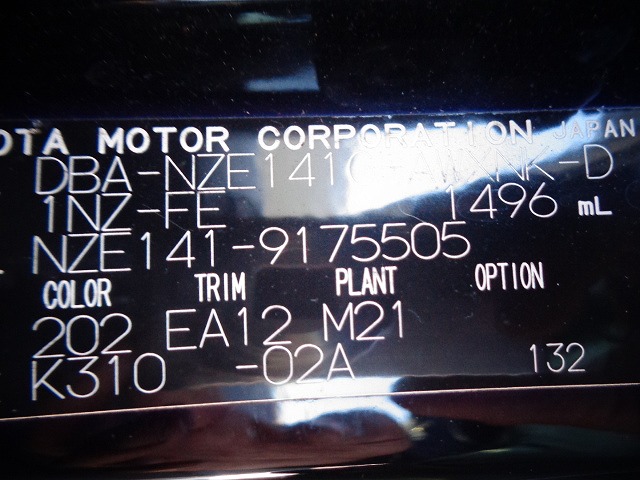 OTA MOTOR CORPORATION JAPAN
DBA-NZE141
1NZ-FE 1496 mL
NZE141-9175505
COLOR TRIM PLANT OPTION
202 EA12 M21
K310 -02A 132